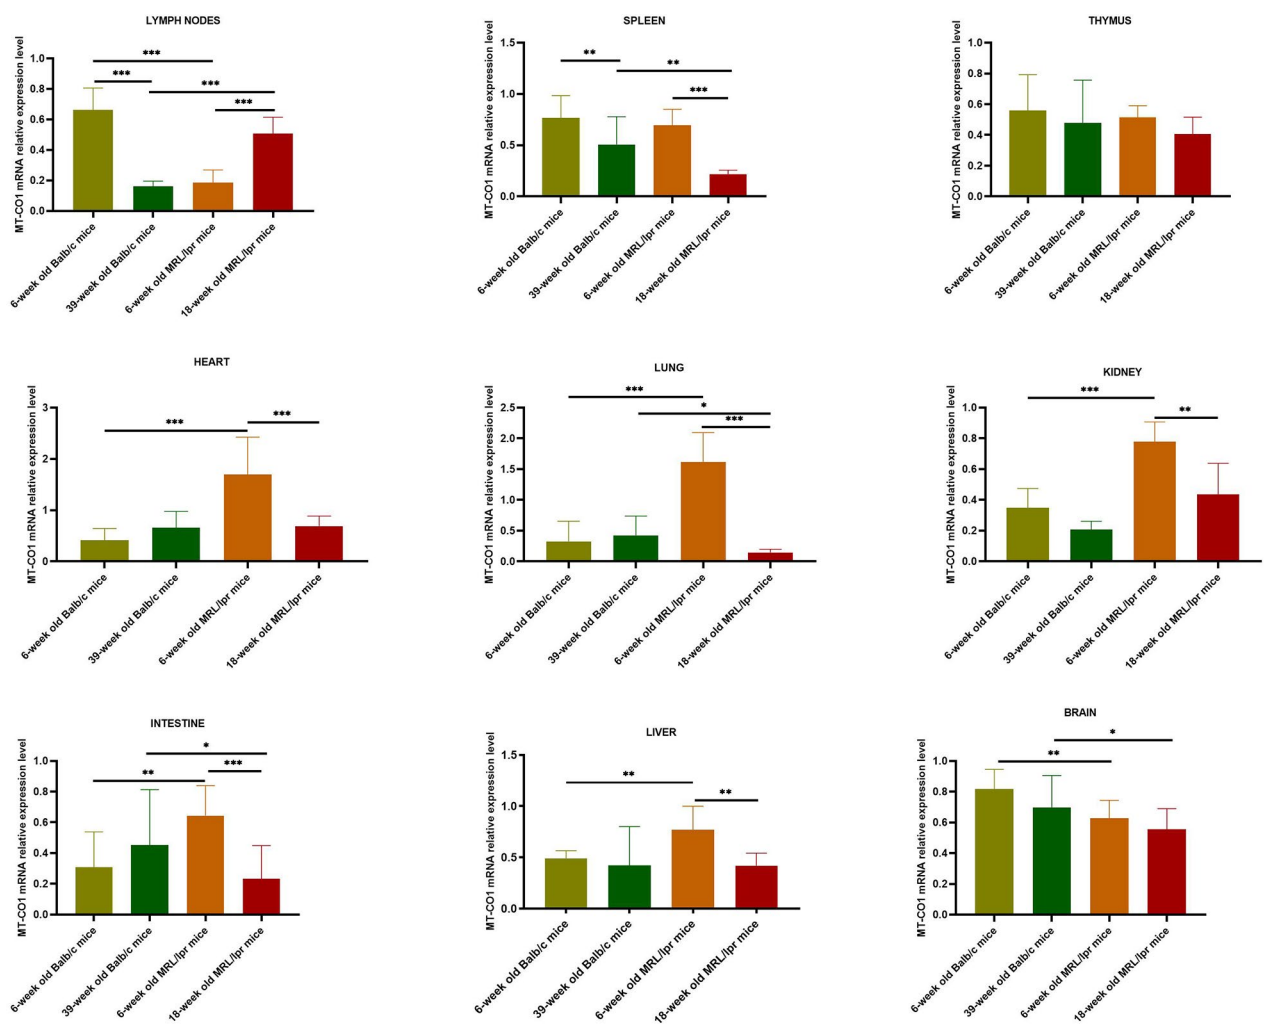 LYMPH NODES
MT-CO1 mRNA relative expression level
1.0
0.8
0.6
0.4
0.2
0.0
***
***
***
***
6-week old Balb/c mice
39-week old Balb/c mice
6-week old MRL/lpr mice
18-week old MRL/lpr mice
SPLEEN
MT-CO1 mRNA relative expression level
1.5
1.0
0.5
0.0
**
**
***
6-week old Balb/c mice
39-week old Balb/c mice
6-week old MRL/lpr mice
18-week old MRL/lpr mice
THYMUS
MT-CO1 mRNA relative expression level
1.0
0.8
0.6
0.4
0.2
0.0
6-week old Balb/c mice
39-week old Balb/c mice
6-week old MRL/lpr mice
18-week old MRL/lpr mice
HEART
MT-CO1 mRNA relative expression level
3
2
1
0
***
***
6-week old Balb/c mice
39-week old Balb/c mice
6-week old MRL/lpr mice
18-week old MRL/lpr mice
LUNG
MT-CO1 mRNA relative expression level
2.5
2.0
1.5
1.0
0.5
0.0
***
*
***
6-week old Balb/c mice
39-week old Balb/c mice
6-week old MRL/lpr mice
18-week old MRL/lpr mice
KIDNEY
MT-CO1 mRNA relative expression level
1.0
0.8
0.6
0.4
0.2
0.0
***
**
6-week old Balb/c mice
39-week old Balb/c mice
6-week old MRL/lpr mice
18-week old MRL/lpr mice
INTESTINE
MT-CO1 mRNA relative expression level
1.0
0.8
0.6
0.4
0.2
0.0
*
**
***
6-week old Balb/c mice
39-week old Balb/c mice
6-week old MRL/lpr mice
18-week old MRL/lpr mice
LIVER
MT-CO1 mRNA relative expression level
1.5
1.0
0.5
0.0
**
**
6-week old Balb/c mice
39-week old Balb/c mice
6-week old MRL/lpr mice
18-week old MRL/lpr mice
BRAIN
MT-CO1 mRNA relative expression level
1.0
0.8
0.6
0.4
0.2
0.0
*
**
6-week old Balb/c mice
39-week old Balb/c mice
6-week old MRL/lpr mice
18-week old MRL/lpr mice